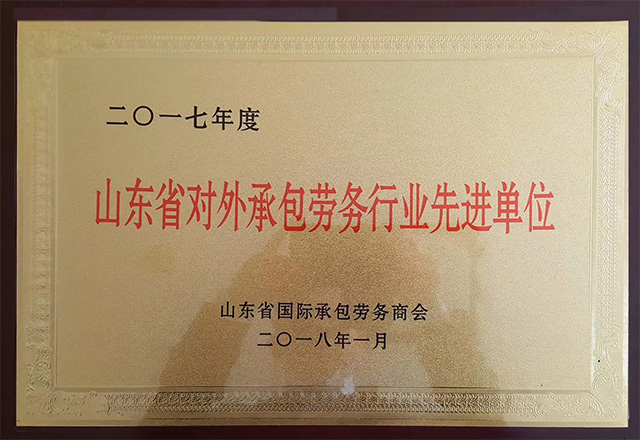 二〇一七年度
山东省对外承包劳务行业先进单位
山东省国际承包劳务商会
二〇一八年一月